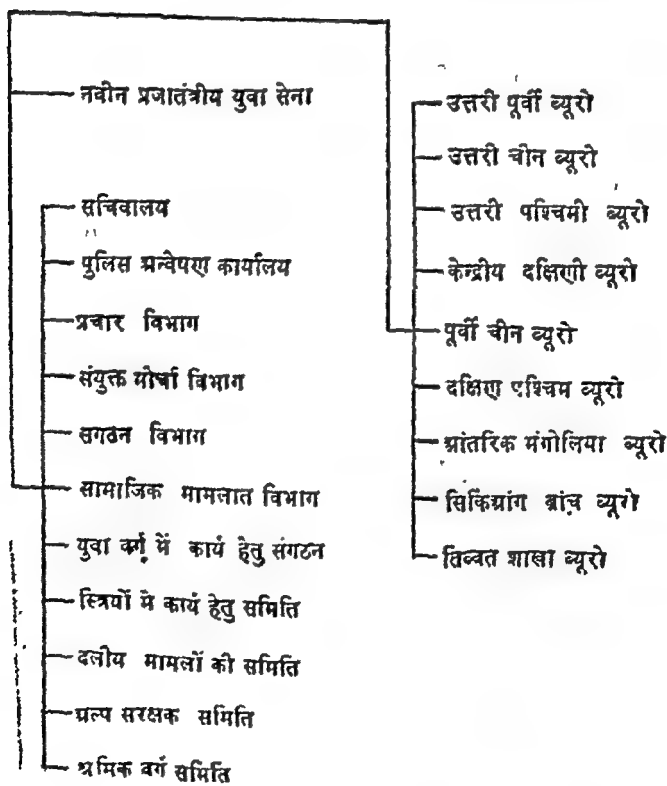 नवीन प्रजातंत्रीय युवा सेना
सचिवालय
पुलिस अन्वेषण कार्यालय
प्रचार विभाग
संयुक्त मोर्चा विभाग
सगठन विभाग
सामाजिक मामलात विभाग
युवा वर्ग में कार्य हेतु संगठन
स्त्रियों मे कार्य हेतु समिति
दलीय मामलों की समिति
अल्प सरक्षक समिति
श्रमिक वर्ग समिति
उत्तरी पूर्वी ब्यूरो
उत्तरी चीन ब्यूरो
उत्तरी पश्चिमी ब्यूरो
केन्द्रीय दक्षिणी ब्यूरो
पूर्वी चीन ब्यूरो
दक्षिण पश्चिम ब्यूरो
आंतरिक मंगोलिया ब्यूरो
सिकिंआंग ब्रांच ब्यूरो
तिब्बत शाखा ब्यूरो